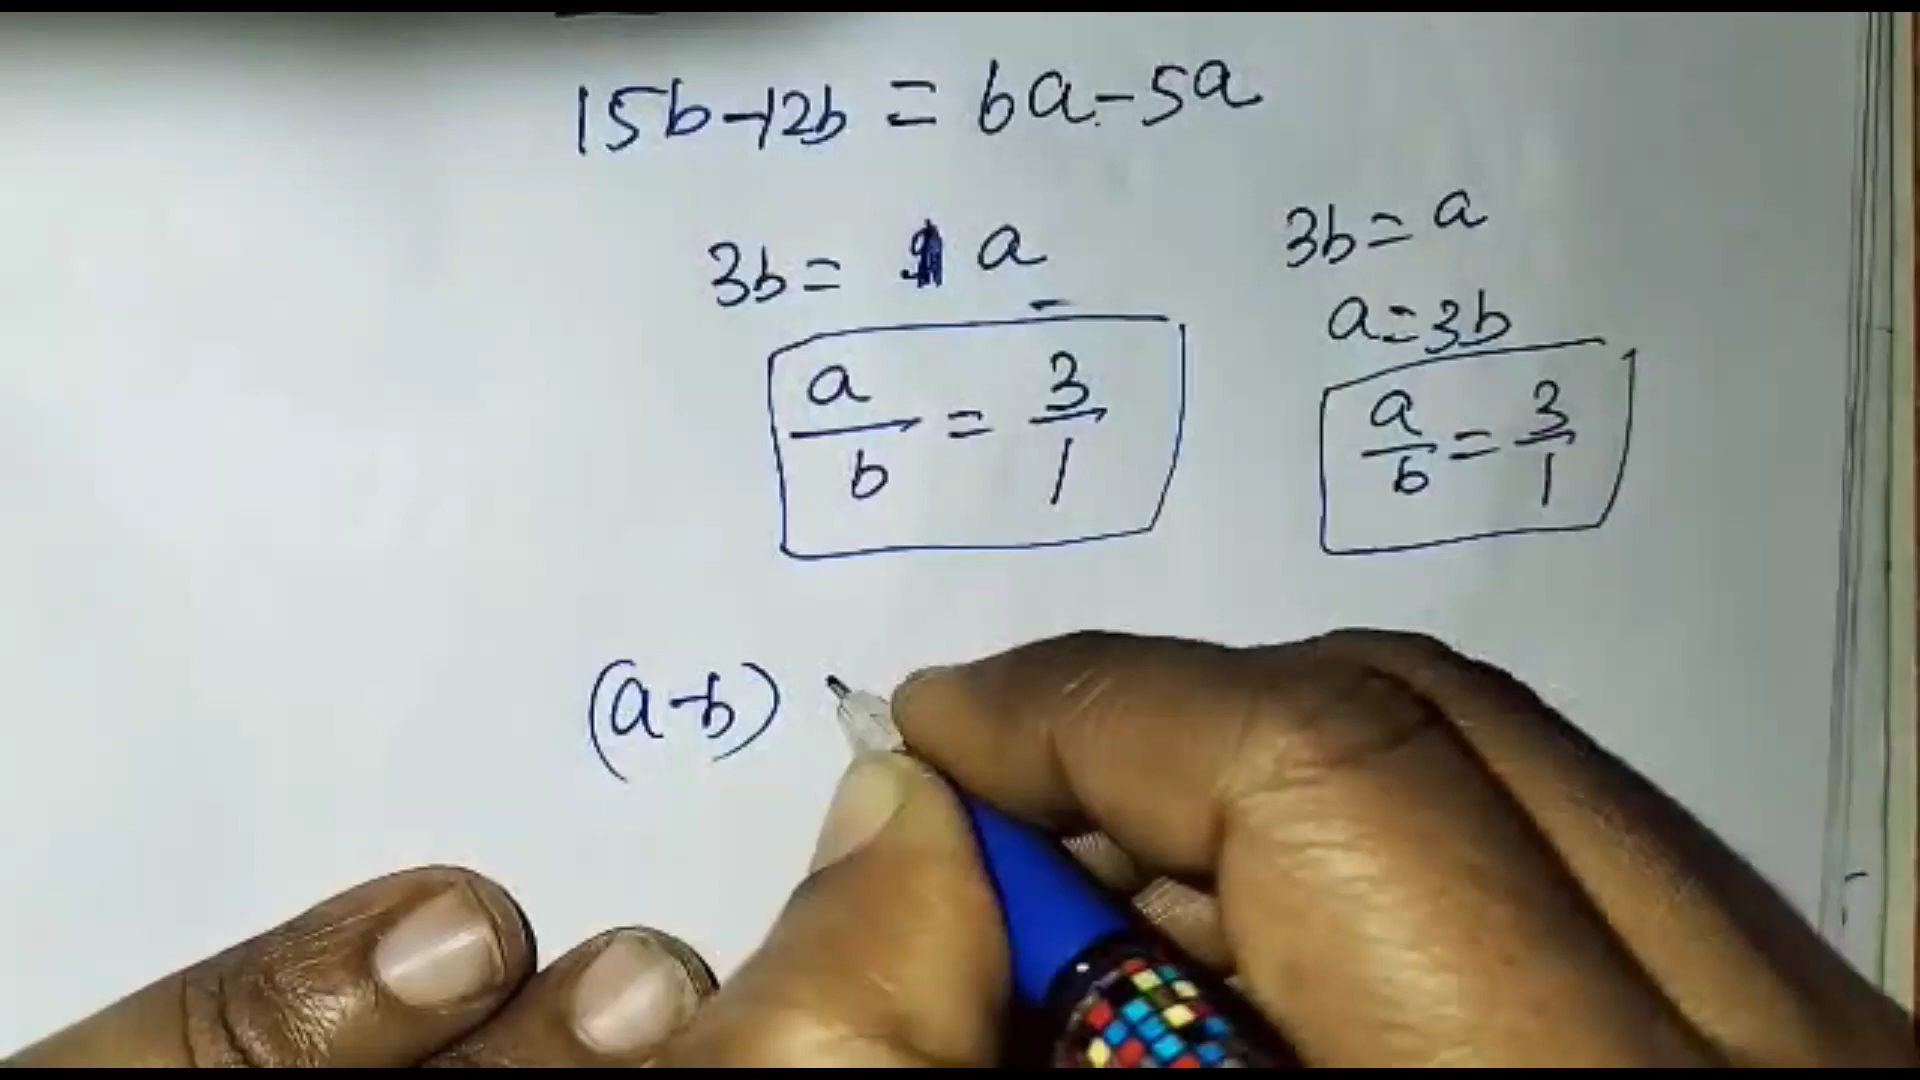 15b-12b = 6a-5a
3b = a
a/b = 3/1
3b = a
a = 3b
a/b = 3/1
(a-b)